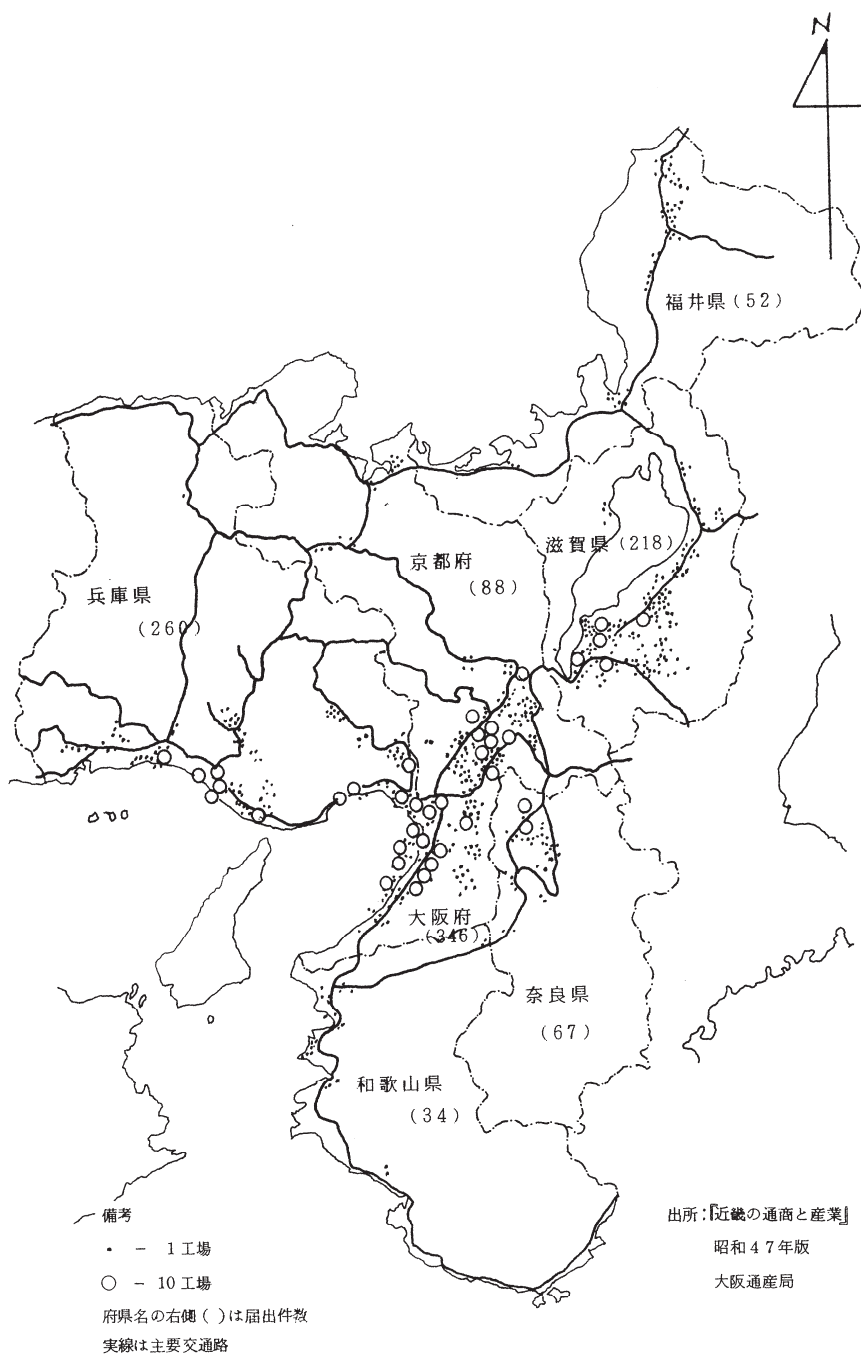 N
福井県(52)
滋賀県(218)
京都府
(88)
兵庫県
(260)
大阪府
(346)
奈良県
(67)
和歌山県
(34)
備考
・ － 1工場
○ － 10工場
府県名の右側( )は届出件数
実線は主要交通路
出所:『近畿の通商と産業』
昭和47年版
大阪通産局